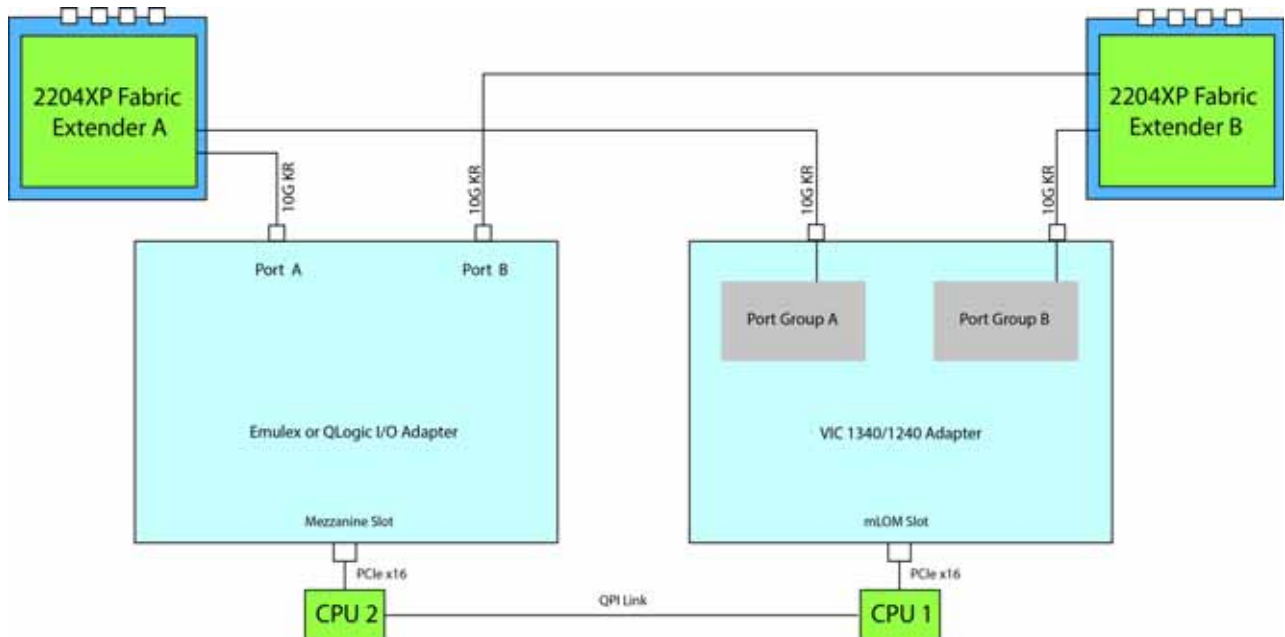 2204XP Fabric
Extender A
2204XP Fabric
Extender B
10G KR
10G KR
10G KR
10G KR
Port A
Port B
Port Group A
Port Group B
Emulex or QLogic I/O Adapter
VIC 1340/1240 Adapter
Mezzanine Slot
mLOM Slot
PCIe x16
PCIe x16
CPU 2
QPI Link
CPU 1